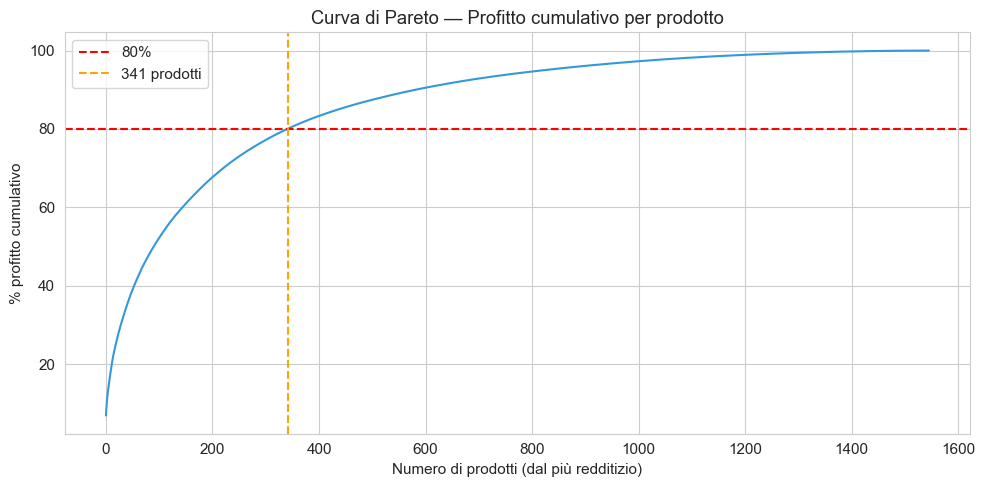 Curva di Pareto — Profitto cumulativo per prodotto
80%
341 prodotti
% profitto cumulativo
100
80
60
40
20
0 200 400 600 800 1000 1200 1400 1600
Numero di prodotti (dal più redditizio)